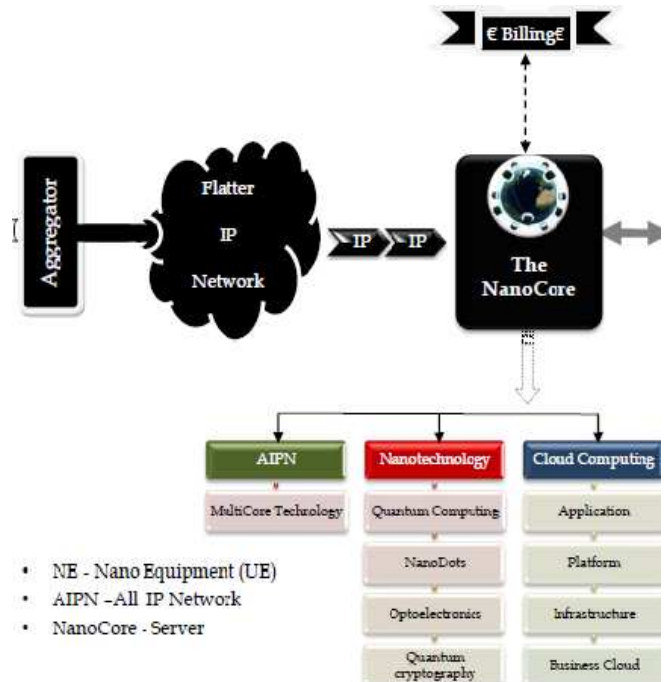 € Billing€
Aggregator
Flatter
IP
Network
IP
IP
The
NanoCore
AIPN
Nanotechnology
Cloud Computing
MultiCore Technology
Quantum Computing
Application
NanoDots
Platform
Optoelectronics
Infrastructure
Quantum
cryptography
Business Cloud
• NE - Nano Equipment (UE)
• AIPN –All IP Network
• NanoCore - Server